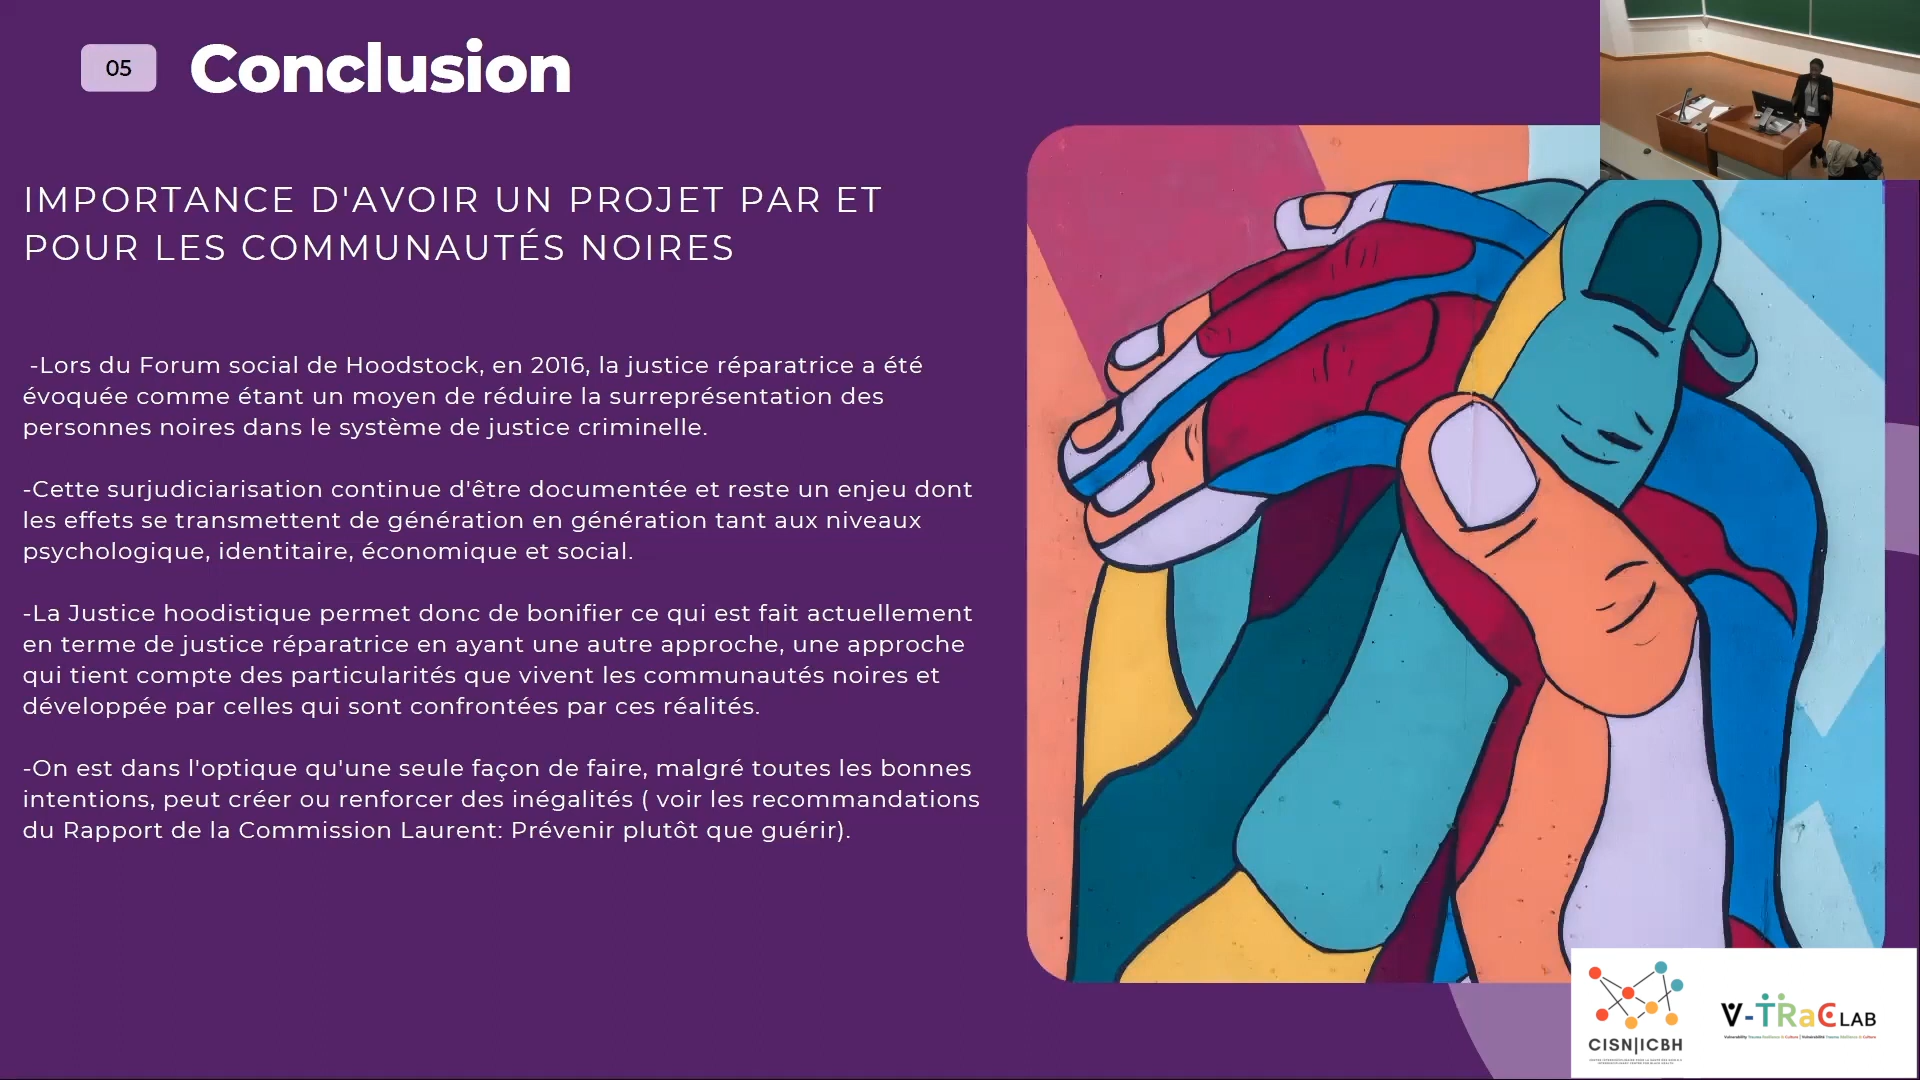 05
Conclusion
IMPORTANCE D'AVOIR UN PROJET PAR ET
POUR LES COMMUNAUTÉS NOIRES
-Lors du Forum social de Hoodstock, en 2016, la justice réparatrice a été
évoquée comme étant un moyen de réduire la surreprésentation des
personnes noires dans le système de justice criminelle.
-Cette surjudiciarisation continue d'être documentée et reste un enjeu dont
les effets se transmettent de génération en génération tant aux niveaux
psychologique, identitaire, économique et social.
-La Justice hoodistique permet donc de bonifier ce qui est fait actuellement
en terme de justice réparatrice en ayant une autre approche, une approche
qui tient compte des particularités que vivent les communautés noires et
développée par celles qui sont confrontées par ces réalités.
-On est dans l'optique qu'une seule façon de faire, malgré toutes les bonnes
intentions, peut créer ou renforcer des inégalités ( voir les recommandations
du Rapport de la Commission Laurent: Prévenir plutôt que guérir).
CISN|ICBH
V-TRaC LAB